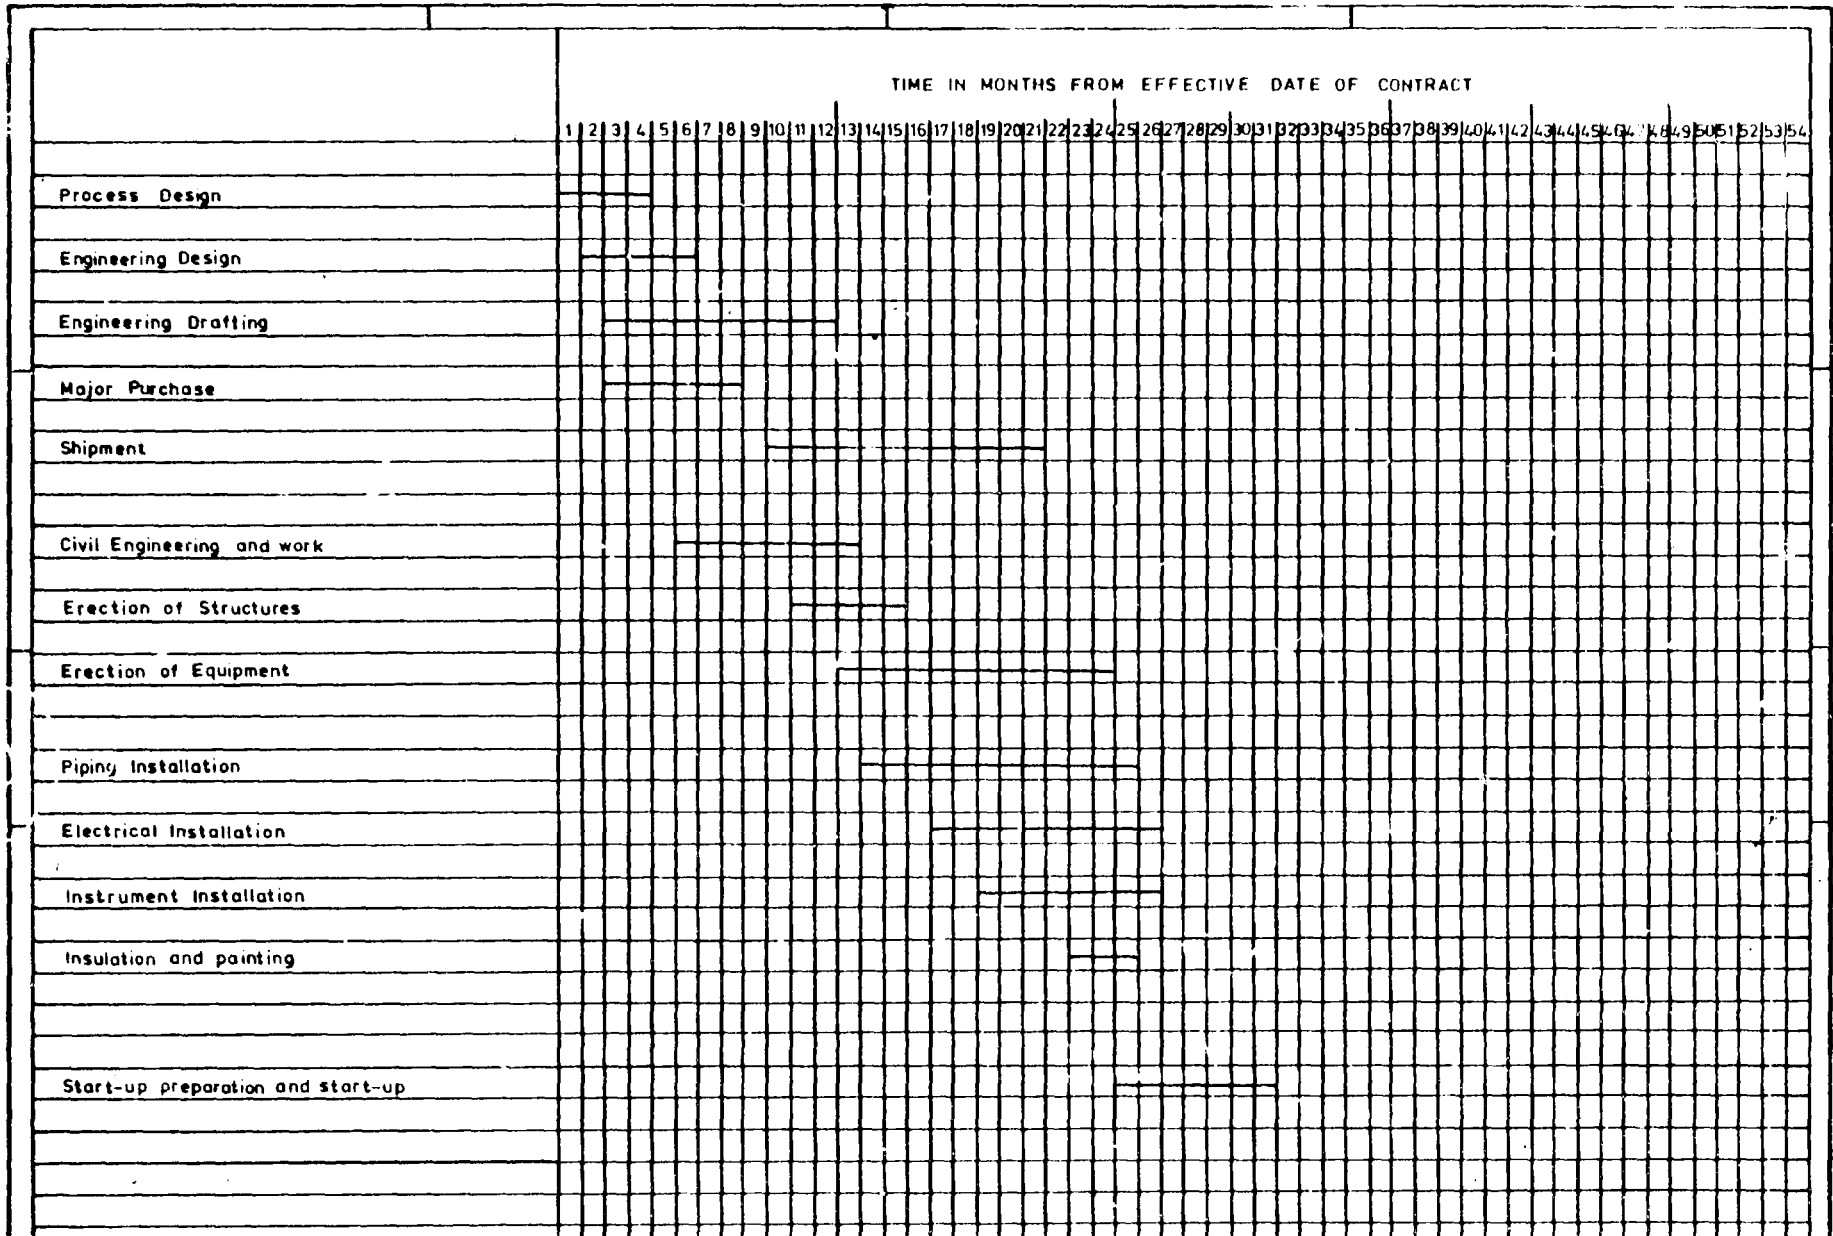 TIME IN MONTHS FROM EFFECTIVE DATE OF CONTRACT
1 2 3 4 5 6 7 8 9 10 11 12 13 14 15 16 17 18 19 20 21 22 23 24 25 26 27 28 29 30 31 32 33 34 35 36 37 38 39 40 41 42 43 44 45 46 48 49 50 51 52 53 54
Process Design
Engineering Design
Engineering Drafting
Major Purchase
Shipment
Civil Engineering and work
Erection of Structures
Erection of Equipment
Piping Installation
Electrical Installation
Instrument Installation
Insulation and painting
Start-up preparation and start-up